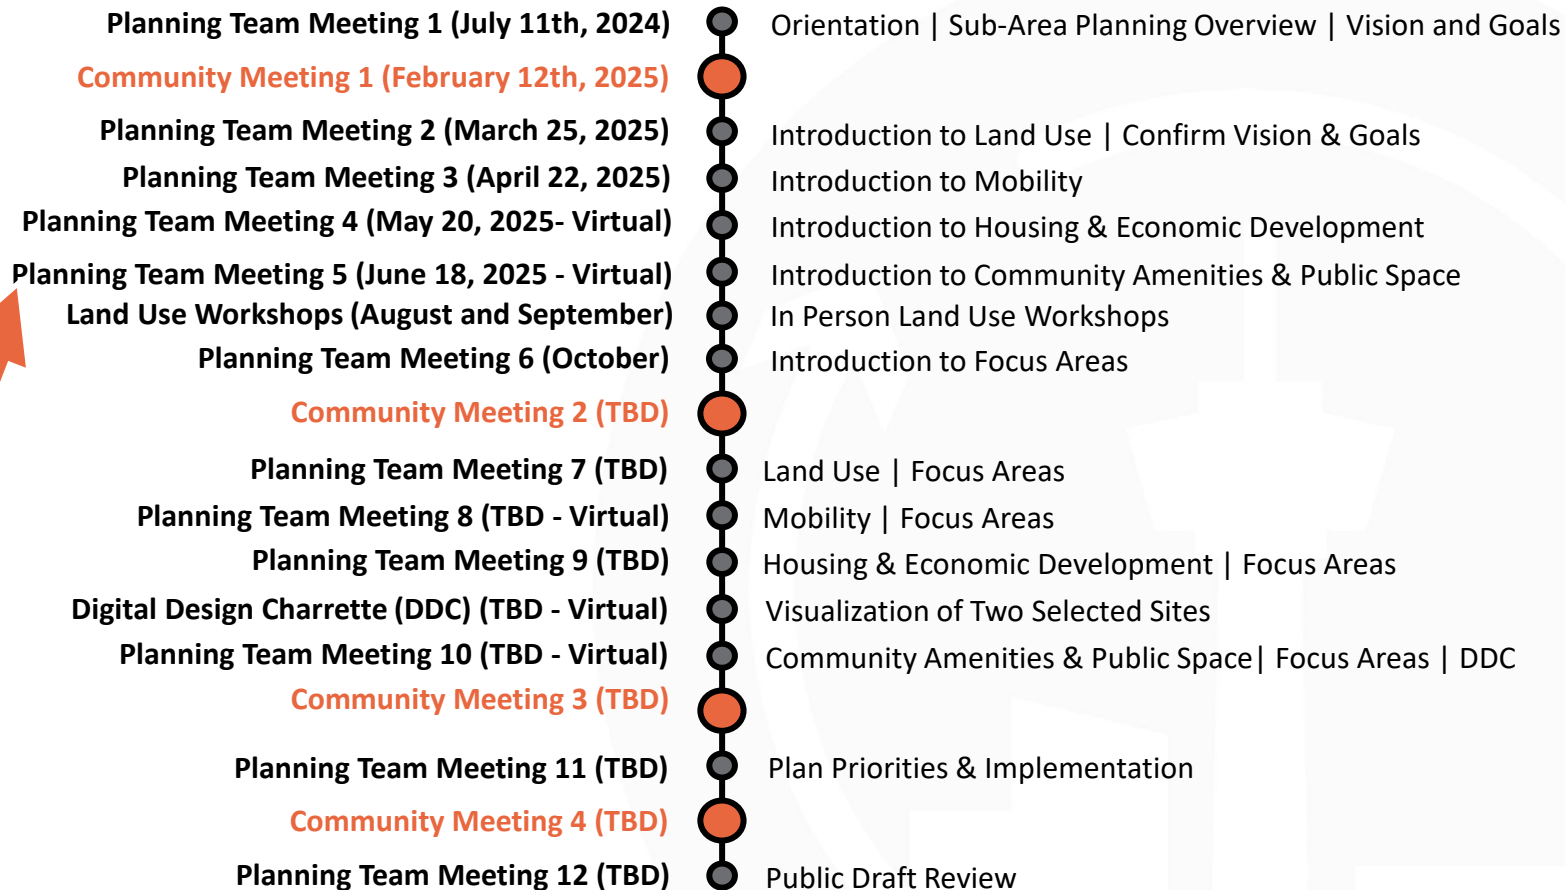 Planning Team Meeting 1 (July 11th, 2024) Orientation | Sub-Area Planning Overview | Vision and Goals
Community Meeting 1 (February 12th, 2025)
Planning Team Meeting 2 (March 25, 2025) Introduction to Land Use | Confirm Vision & Goals
Planning Team Meeting 3 (April 22, 2025) Introduction to Mobility
Planning Team Meeting 4 (May 20, 2025- Virtual) Introduction to Housing & Economic Development
Planning Team Meeting 5 (June 18, 2025 - Virtual) Introduction to Community Amenities & Public Space
Land Use Workshops (August and September) In Person Land Use Workshops
Planning Team Meeting 6 (October) Introduction to Focus Areas
Community Meeting 2 (TBD)
Planning Team Meeting 7 (TBD) Land Use | Focus Areas
Planning Team Meeting 8 (TBD - Virtual) Mobility | Focus Areas
Planning Team Meeting 9 (TBD) Housing & Economic Development | Focus Areas
Digital Design Charrette (DDC) (TBD - Virtual) Visualization of Two Selected Sites
Planning Team Meeting 10 (TBD - Virtual) Community Amenities & Public Space| Focus Areas | DDC
Community Meeting 3 (TBD)
Planning Team Meeting 11 (TBD) Plan Priorities & Implementation
Community Meeting 4 (TBD)
Planning Team Meeting 12 (TBD) Public Draft Review